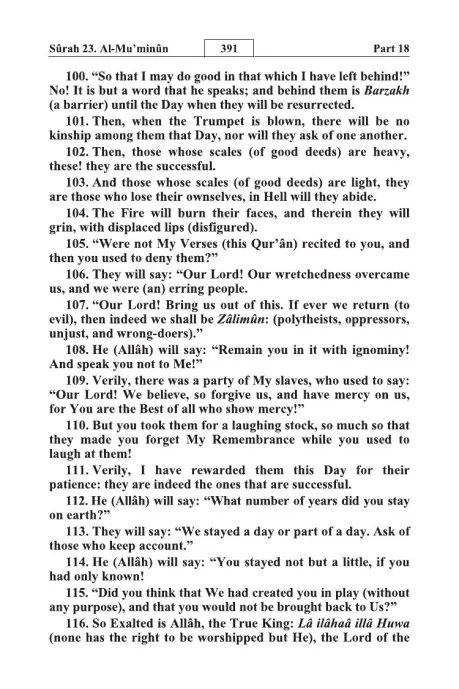 Sûrah 23. Al-Mu’minûn 391 Part 18
100. “So that I may do good in that which I have left behind!”
No! It is but a word that he speaks; and behind them is Barzakh
(a barrier) until the Day when they will be resurrected.
101. Then, when the Trumpet is blown, there will be no
kinship among them that Day, nor will they ask of one another.
102. Then, those whose scales (of good deeds) are heavy,
these! they are the successful.
103. And those whose scales (of good deeds) are light, they
are those who lose their ownselves, in Hell will they abide.
104. The Fire will burn their faces, and therein they will
grin, with displaced lips (disfigured).
105. “Were not My Verses (this Qur’ân) recited to you, and
then you used to deny them?”
106. They will say: “Our Lord! Our wretchedness overcame
us, and we were (an) erring people.
107. “Our Lord! Bring us out of this. If ever we return (to
evil), then indeed we shall be Zâlimûn: (polytheists, oppressors,
unjust, and wrong-doers).”
108. He (Allâh) will say: “Remain you in it with ignominy!
And speak you not to Me!”
109. Verily, there was a party of My slaves, who used to say:
“Our Lord! We believe, so forgive us, and have mercy on us,
for You are the Best of all who show mercy!”
110. But you took them for a laughing stock, so much so that
they made you forget My Remembrance while you used to
laugh at them!
111. Verily, I have rewarded them this Day for their
patience: they are indeed the ones that are successful.
112. He (Allâh) will say: “What number of years did you stay
on earth?”
113. They will say: “We stayed a day or part of a day. Ask of
those who keep account.”
114. He (Allâh) will say: “You stayed not but a little, if you
had only known!
115. “Did you think that We had created you in play (without
any purpose), and that you would not be brought back to Us?”
116. So Exalted is Allâh, the True King: Lâ ilâhaâ illâ Huwa
(none has the right to be worshipped but He), the Lord of the